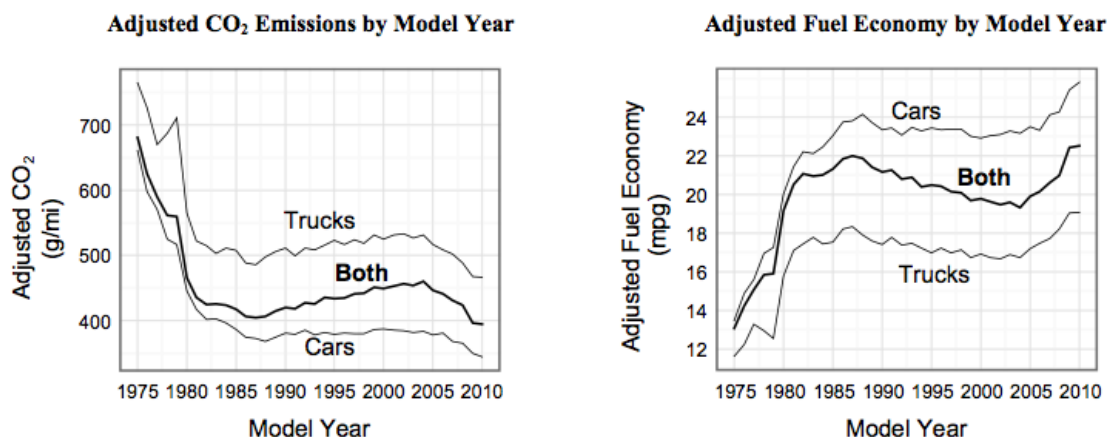 Adjusted CO₂ Emissions by Model Year
Adjusted CO₂
(g/mi)
700
600
500
400
Trucks
Both
Cars
1975 1980 1985 1990 1995 2000 2005 2010
Model Year
Adjusted Fuel Economy by Model Year
Adjusted Fuel Economy
(mpg)
24
22
20
18
16
14
12
Cars
Both
Trucks
1975 1980 1985 1990 1995 2000 2005 2010
Model Year